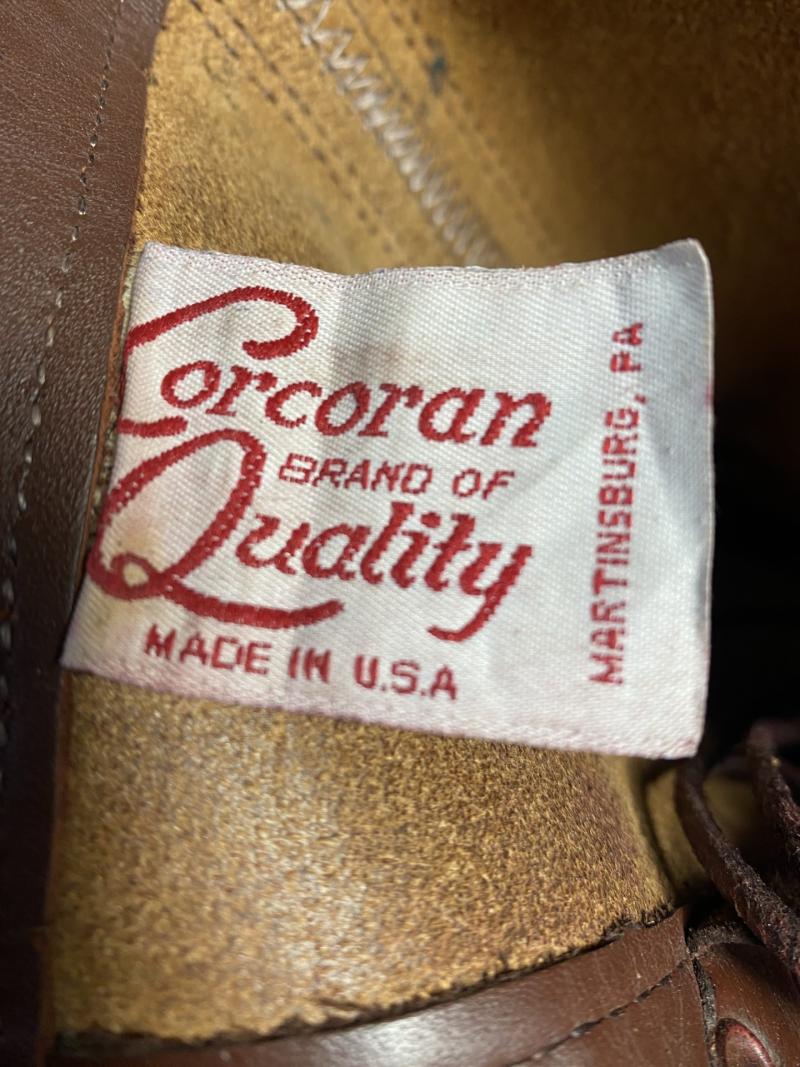 Corcoran
BRAND OF
Quality
MADE IN U.S.A
MARTINSBURG, PA